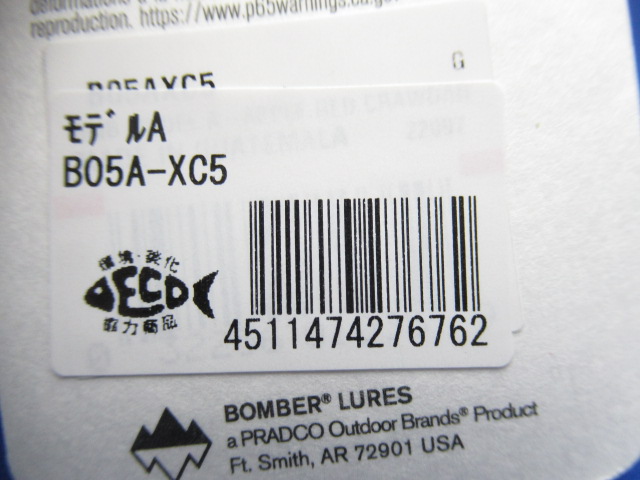 reproduction. https://www.p65warnings.ca.gov
B05AXC5
G
ﾓﾃﾞﾙA
B05A-XC5
環境・美化
ECO
協力商品
4511474276762
BOMBER® LURES
a PRADCO Outdoor Brands® Product
Ft. Smith, AR 72901 USA